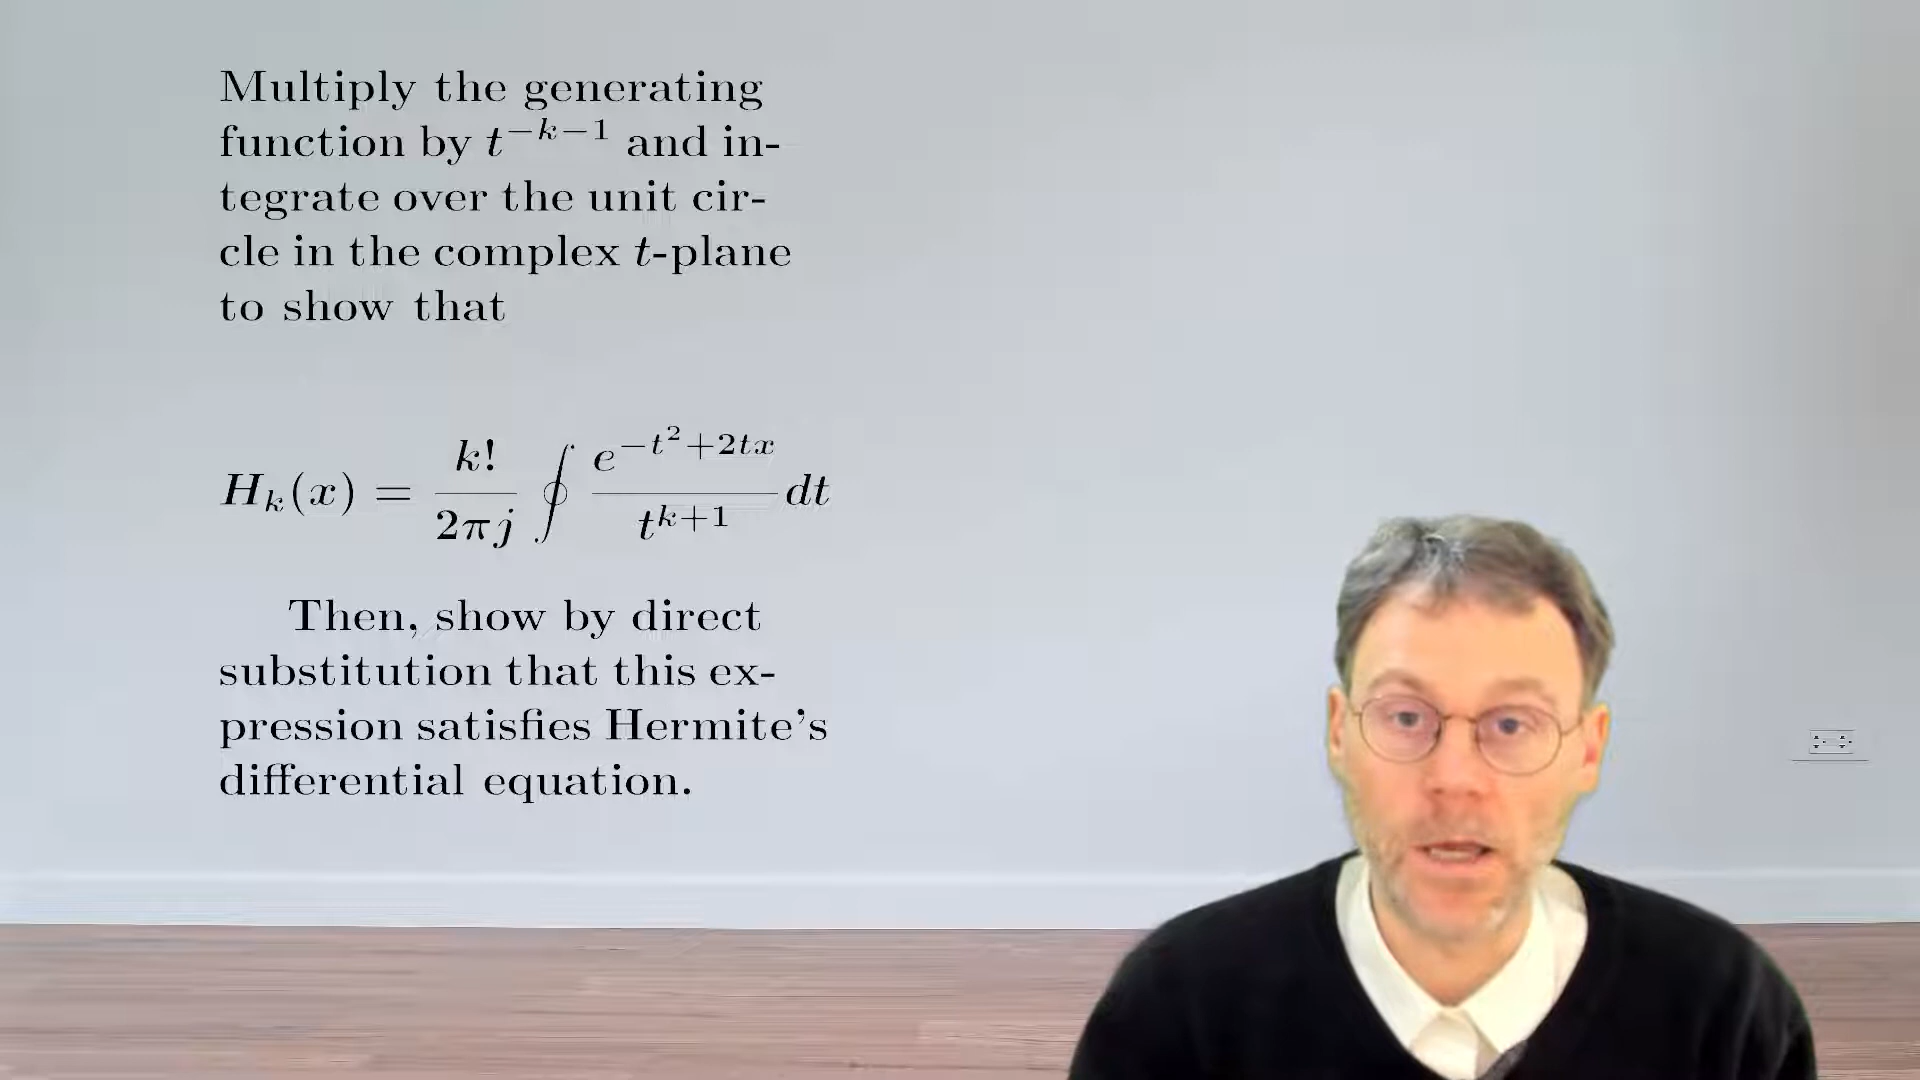 Multiply the generating
function by $t^{-k-1}$ and in-
tegrate over the unit cir-
cle in the complex $t$-plane
to show that
$H_k(x) = \frac{k!}{2\pi j} \oint \frac{e^{-t^2+2tx}}{t^{k+1}} dt$
Then, show by direct
substitution that this ex-
pression satisfies Hermite's
differential equation.